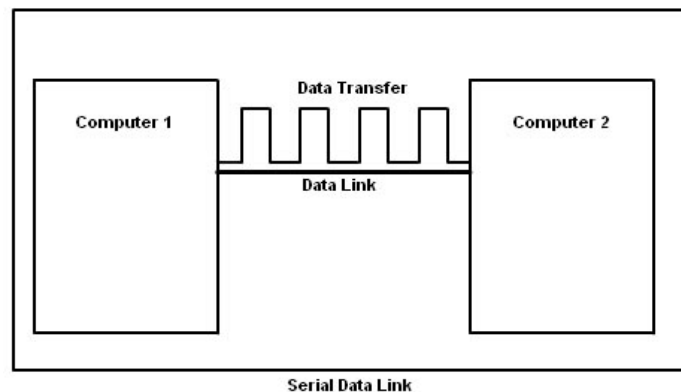 Data Transfer
Computer 1
Computer 2
Data Link
Serial Data Link